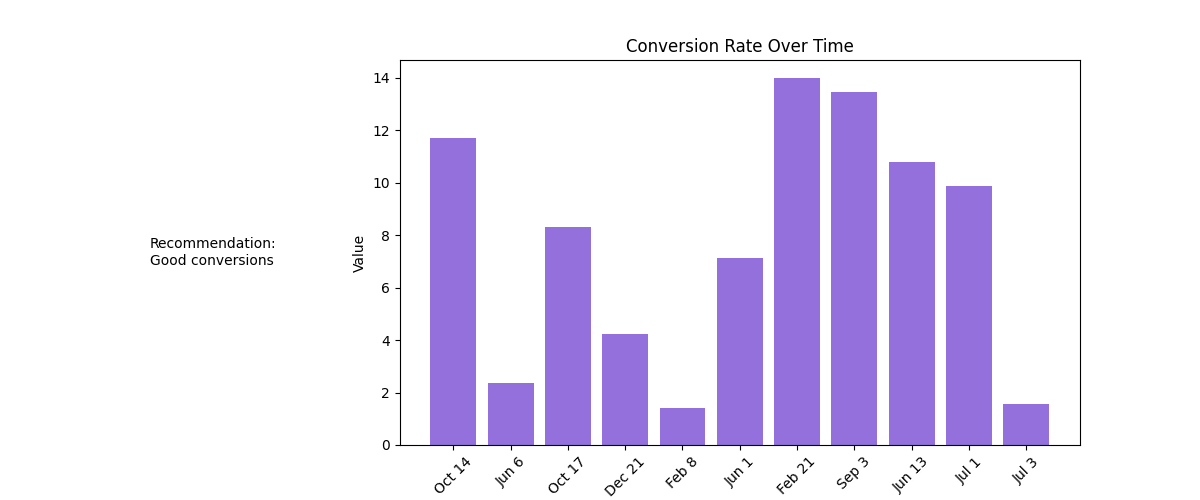 Conversion Rate Over Time
Recommendation:
Good conversions
Value
14
12
10
8
6
4
2
0
Oct 14
Jun 6
Oct 17
Dec 21
Feb 8
Jun 1
Feb 21
Sep 3
Jun 13
Jul 1
Jul 3